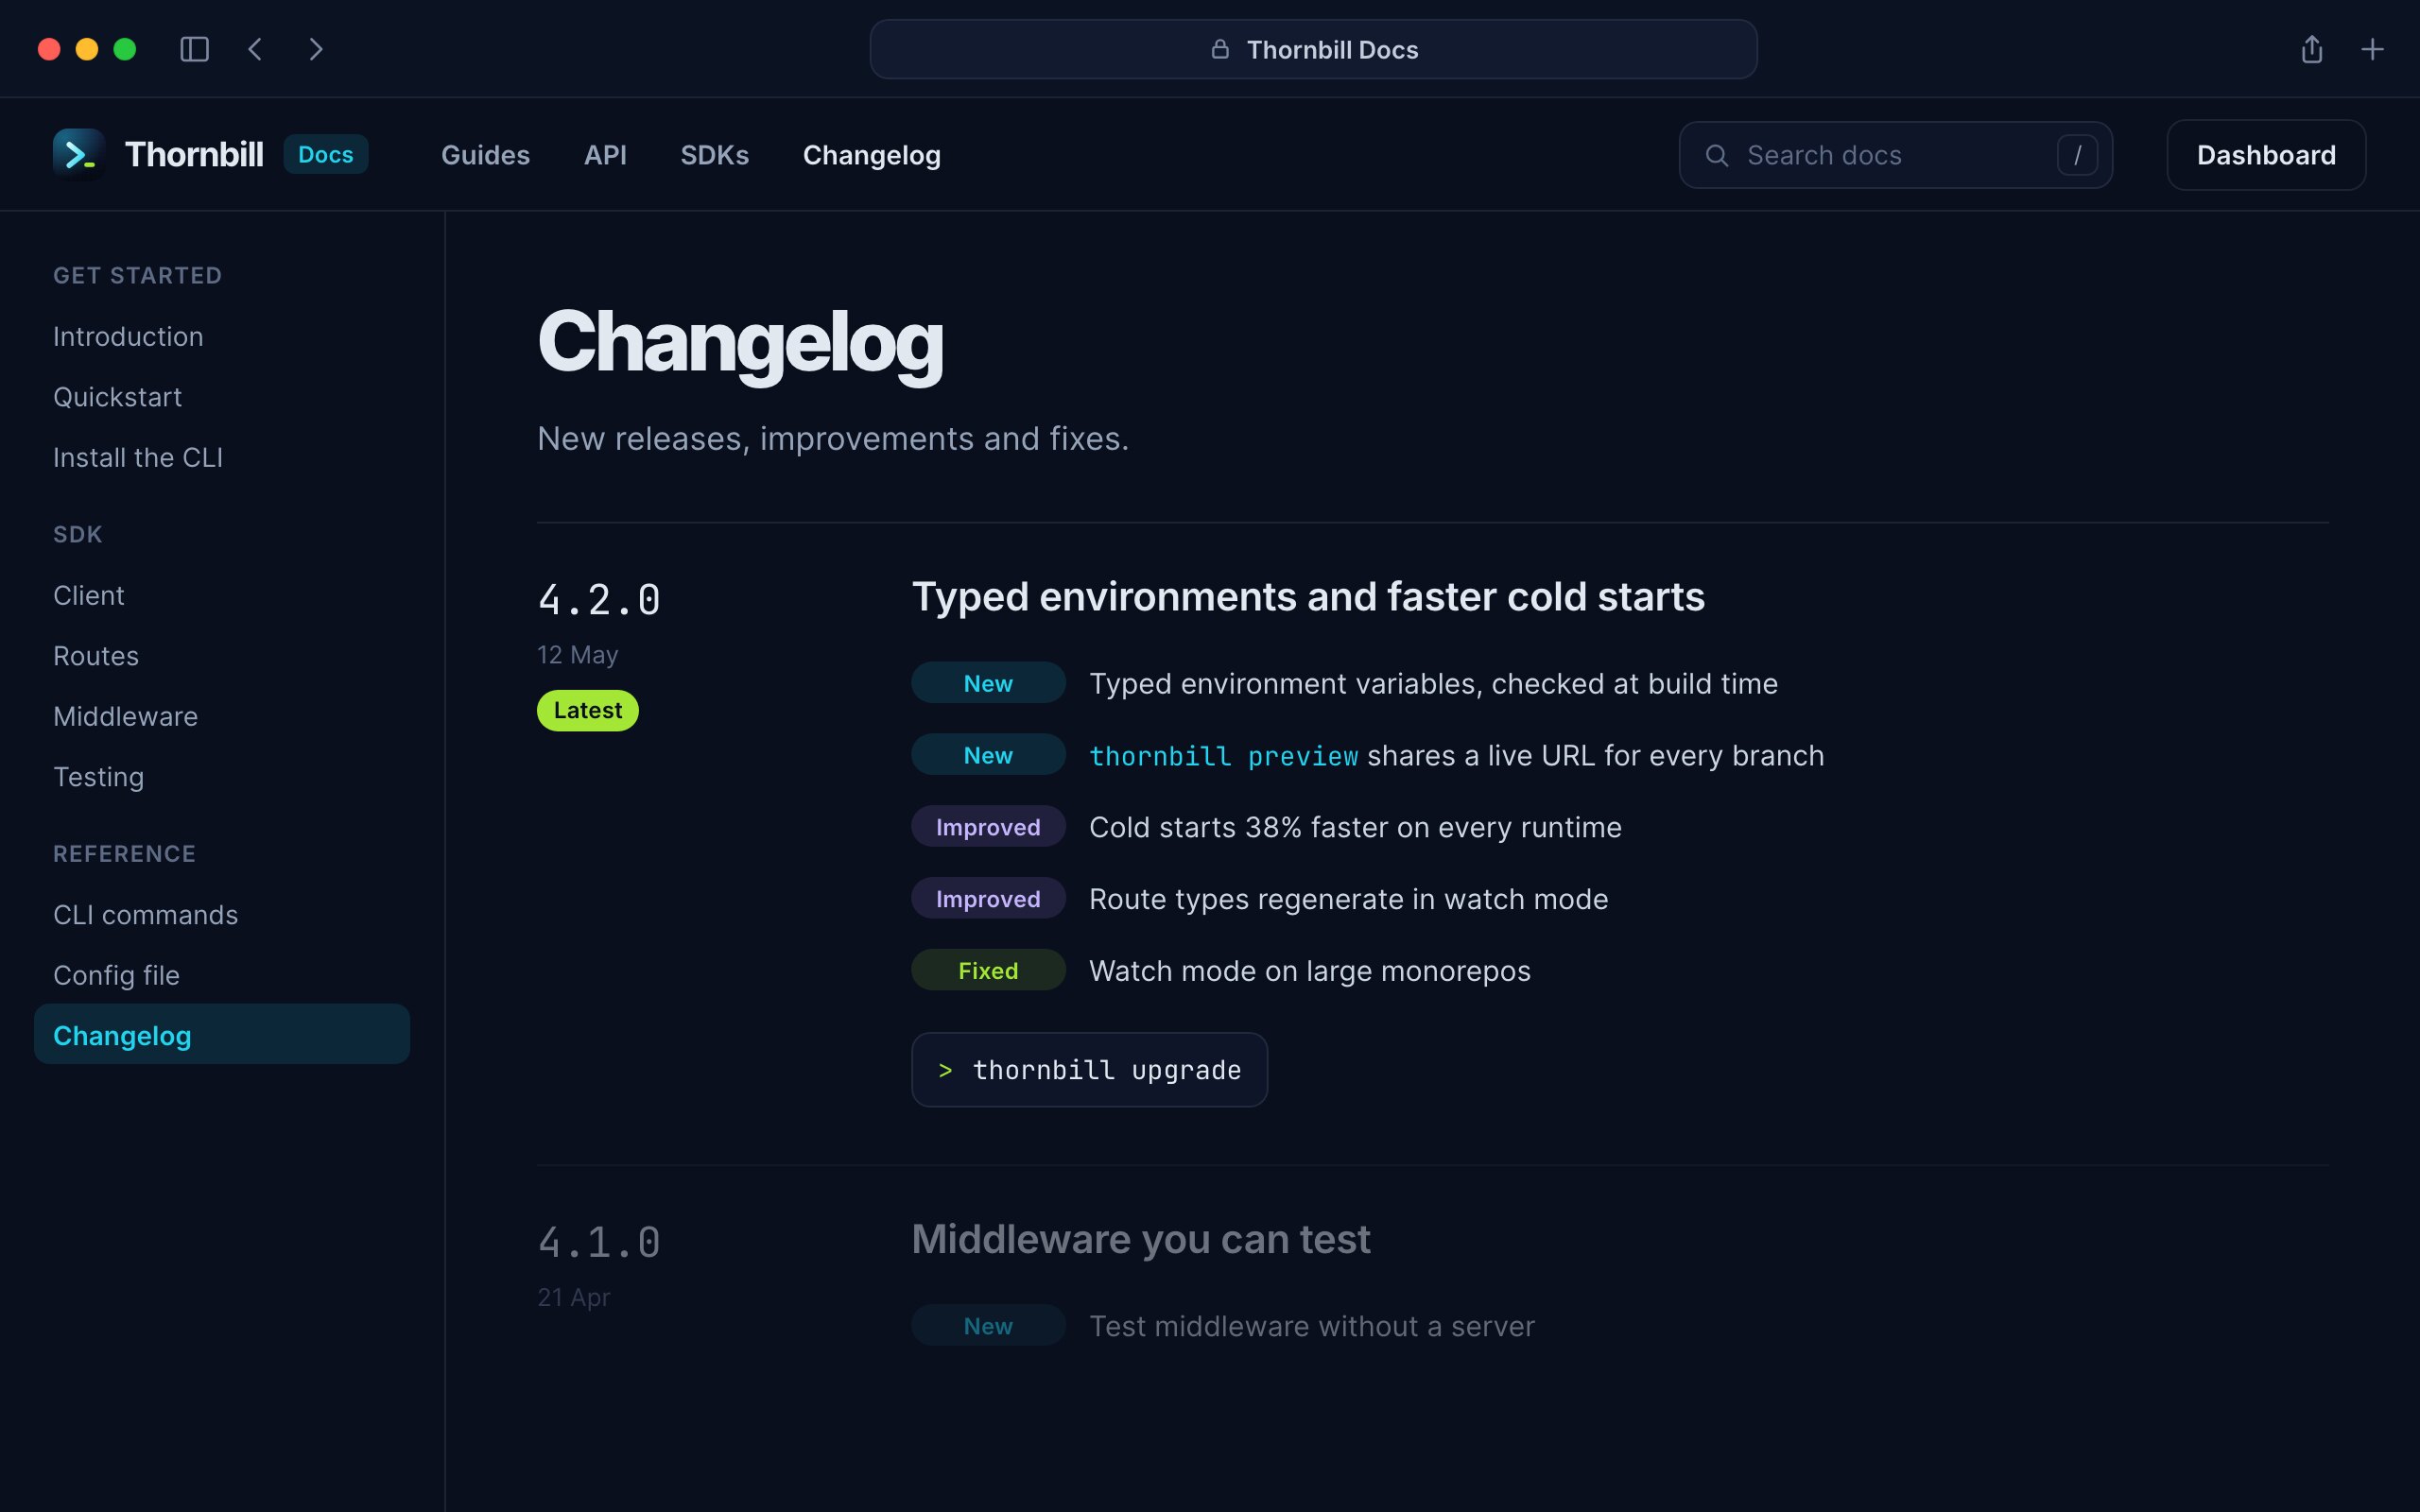 Thornbill Docs
Thornbill Docs Guides API SDKs Changelog Search docs / Dashboard
GET STARTED
Introduction
Quickstart
Install the CLI
SDK
Client
Routes
Middleware
Testing
REFERENCE
CLI commands
Config file
Changelog
Changelog
New releases, improvements and fixes.
4.2.0
12 May
Latest
Typed environments and faster cold starts
New Typed environment variables, checked at build time
New thornbill preview shares a live URL for every branch
Improved Cold starts 38% faster on every runtime
Improved Route types regenerate in watch mode
Fixed Watch mode on large monorepos
> thornbill upgrade
4.1.0
21 Apr
Middleware you can test
New Test middleware without a server